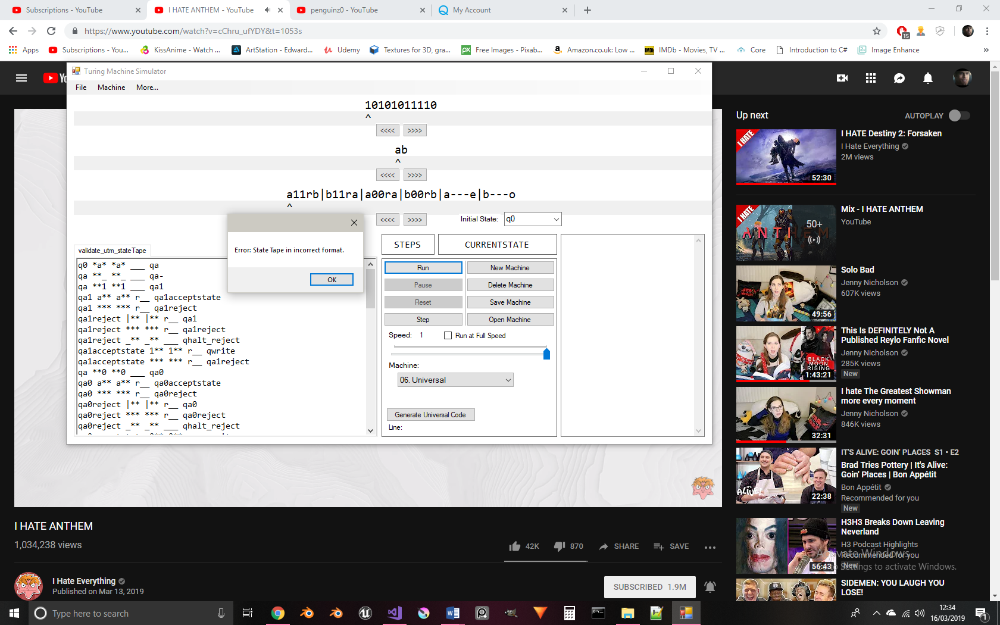 Subscriptions - YouTube
I HATE ANTHEM - YouTube
penguinz0 - YouTube
My Account
https://www.youtube.com/watch?v=cChru_ufYDY&t=1053s
15
Apps
Subscriptions - You...
KissAnime - Watch ...
ArtStation - Edward...
Udemy
Textures for 3D, gra...
Free Images - Pixab...
Amazon.co.uk: Low ...
IMDb - Movies, TV ...
Core
Introduction to C#
Image Enhance
»
Turing Machine Simulator
File
Machine
More...
10101011110
^
<<<<
>>>>
ab
^
<<<<
>>>>
a11rb|b11ra|a00ra|b00rb|a---e|b---o
^
<<<<
>>>>
Initial State:
q0
Error: State Tape in incorrect format.
OK
validate_utm_stateTape
q0 *a* *a* ___ qa
qa **_ **_ ___ qa-
qa **1 **1 ___ qa1
qa1 a** a** r__ qa1acceptstate
qa1 *** *** r__ qa1reject
qa1reject |** |** r__ qa1
qa1reject *** *** r__ qa1reject
qa1reject _** _** ___ qhalt_reject
qa1acceptstate 1** 1** r__ qwrite
qa1acceptstate *** *** r__ qa1reject
qa **0 **0 ___ qa0
qa0 a** a** r__ qa0acceptstate
qa0 *** *** r__ qa0reject
qa0reject |** |** r__ qa0
qa0reject *** *** r__ qa0reject
qa0reject _** _** ___ qhalt_reject
STEPS
CURRENTSTATE
Run
New Machine
Pause
Delete Machine
Reset
Save Machine
Step
Open Machine
Speed: 1
Run at Full Speed
Machine:
06. Universal
Generate Universal Code
Line:
Up next
AUTOPLAY
I HATE
52:30
I HATE Destiny 2: Forsaken
I Hate Everything
2M views
I HATE
ANTHEM
50+
Mix - I HATE ANTHEM
YouTube
49:56
Solo Bad
Jenny Nicholson
607K views
BLACK
MOON
RISING
1:43:21
This Is DEFINITELY Not A
Published Reylo Fanfic Novel
Jenny Nicholson
285K views
New
32:31
I hate The Greatest Showman
more every moment
Jenny Nicholson
846K views
ALIVE!
22:38
IT'S ALIVE: GOIN' PLACES S1 • E2
Brad Tries Pottery | It's Alive:
Goin' Places | Bon Appétit
Bon Appétit
Recommended for you
New
56:43
H3H3 Breaks Down Leaving
Neverland
H3 Podcast Highlights
Recommended for you
New
Activate Windows
Go to Settings to activate Windows.
SIDEMEN: YOU LAUGH YOU
LOSE!
I HATE ANTHEM
1,034,238 views
42K
870
SHARE
SAVE
I Hate Everything
Published on Mar 13, 2019
SUBSCRIBED 1.9M
Type here to search
12:34
16/03/2019
1